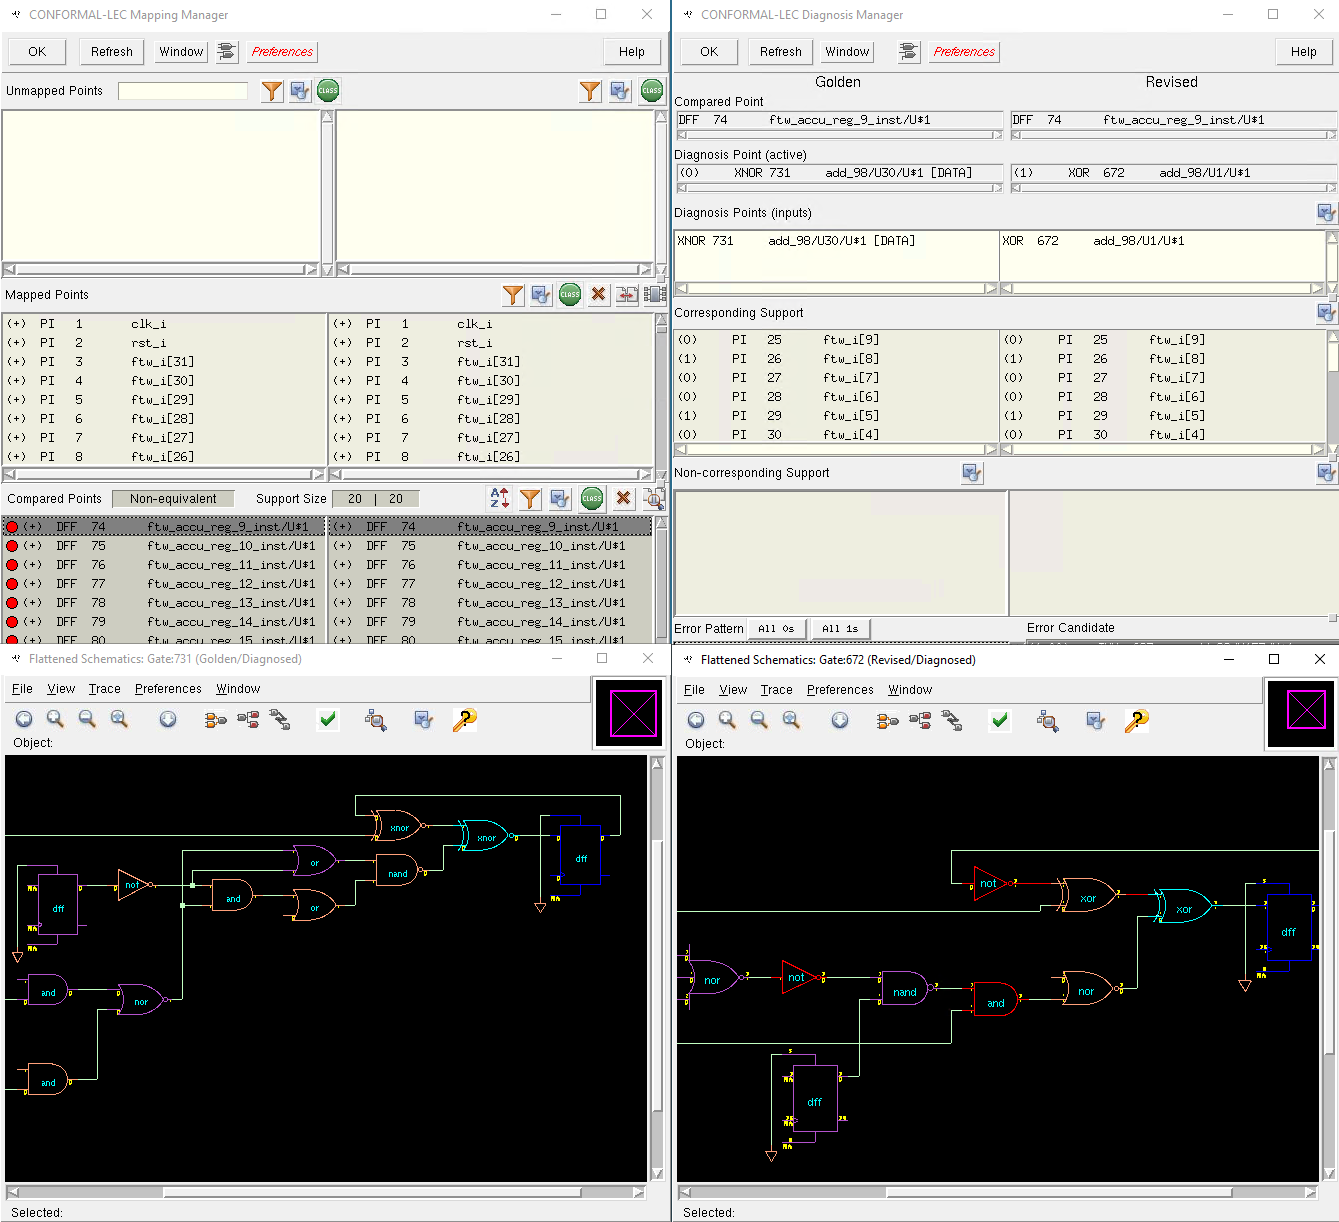 CONFORMAL-LEC Mapping Manager
OK Refresh Window Preferences Help
Unmapped Points CLASS CLASS
Mapped Points CLASS
(+) PI 1 clk_i (+) PI 1 clk_i
(+) PI 2 rst_i (+) PI 2 rst_i
(+) PI 3 ftw_i[31] (+) PI 3 ftw_i[31]
(+) PI 4 ftw_i[30] (+) PI 4 ftw_i[30]
(+) PI 5 ftw_i[29] (+) PI 5 ftw_i[29]
(+) PI 6 ftw_i[28] (+) PI 6 ftw_i[28]
(+) PI 7 ftw_i[27] (+) PI 7 ftw_i[27]
(+) PI 8 ftw_i[26] (+) PI 8 ftw_i[26]
Compared Points Non-equivalent Support Size 20 | 20 CLASS
(+) DFF 74 ftw_accu_reg_9_inst/U$1 (+) DFF 74 ftw_accu_reg_9_inst/U$1
(+) DFF 75 ftw_accu_reg_10_inst/U$1 (+) DFF 75 ftw_accu_reg_10_inst/U$1
(+) DFF 76 ftw_accu_reg_11_inst/U$1 (+) DFF 76 ftw_accu_reg_11_inst/U$1
(+) DFF 77 ftw_accu_reg_12_inst/U$1 (+) DFF 77 ftw_accu_reg_12_inst/U$1
(+) DFF 78 ftw_accu_reg_13_inst/U$1 (+) DFF 78 ftw_accu_reg_13_inst/U$1
(+) DFF 79 ftw_accu_reg_14_inst/U$1 (+) DFF 79 ftw_accu_reg_14_inst/U$1
(+) DFF 80 ftw_accu_reg_15_inst/U$1 (+) DFF 80 ftw_accu_reg_15_inst/U$1
CONFORMAL-LEC Diagnosis Manager
OK Refresh Window Preferences Help
Golden Revised
Compared Point
DFF 74 ftw_accu_reg_9_inst/U$1 DFF 74 ftw_accu_reg_9_inst/U$1
Diagnosis Point (active)
(0) XNOR 731 add_98/U30/U$1 [DATA] (1) XOR 672 add_98/U1/U$1
Diagnosis Points (inputs)
XNOR 731 add_98/U30/U$1 [DATA] XOR 672 add_98/U1/U$1
Corresponding Support
(0) PI 25 ftw_i[9] (0) PI 25 ftw_i[9]
(1) PI 26 ftw_i[8] (1) PI 26 ftw_i[8]
(0) PI 27 ftw_i[7] (0) PI 27 ftw_i[7]
(0) PI 28 ftw_i[6] (0) PI 28 ftw_i[6]
(1) PI 29 ftw_i[5] (1) PI 29 ftw_i[5]
(0) PI 30 ftw_i[4] (0) PI 30 ftw_i[4]
Non-corresponding Support
Error Pattern All 0s All 1s Error Candidate
Flattened Schematics: Gate:731 (Golden/Diagnosed)
File View Trace Preferences Window
Object:
xnor
xnor
or
dff
nand
not
and
or
dff
and
nor
and
Selected:
Flattened Schematics: Gate:672 (Revised/Diagnosed)
File View Trace Preferences Window
Object:
not
xor
xor
dff
nor
not
nand
and
nor
dff
Selected: